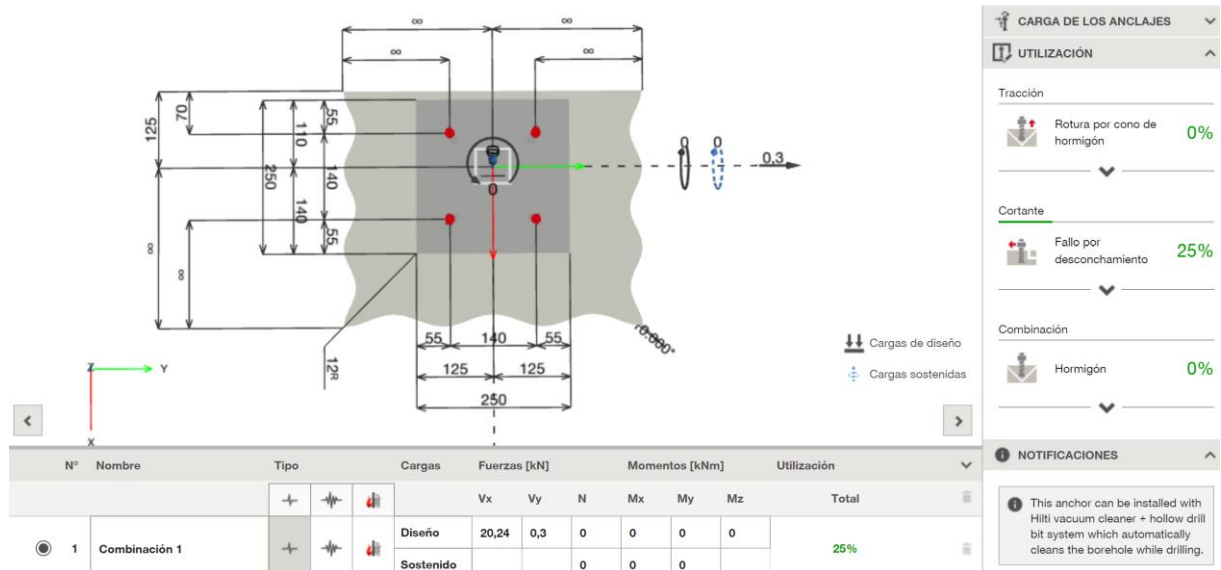 ∞ ∞
∞ ∞
125
70
55
110
250
140
140
55
∞
∞
0
0 0 0,3
12R
55 140 55
125 125
250
0.000°
Z
Y
X
Cargas de diseño
Cargas sostenidas
CARGA DE LOS ANCLAJES
UTILIZACIÓN
Tracción
Rotura por cono de
hormigón
0%
Cortante
Fallo por
desconchamiento
25%
Combinación
Hormigón
0%
NOTIFICACIONES
This anchor can be installed with
Hilti vacuum cleaner + hollow drill
bit system which automatically
cleans the borehole while drilling.
N° Nombre Tipo Cargas Fuerzas [kN] Momentos [kNm] Utilización
Vx Vy N Mx My Mz Total
1 Combinación 1 Diseño 20,24 0,3 0 0 0 0 25%
Sostenido 0 0 0